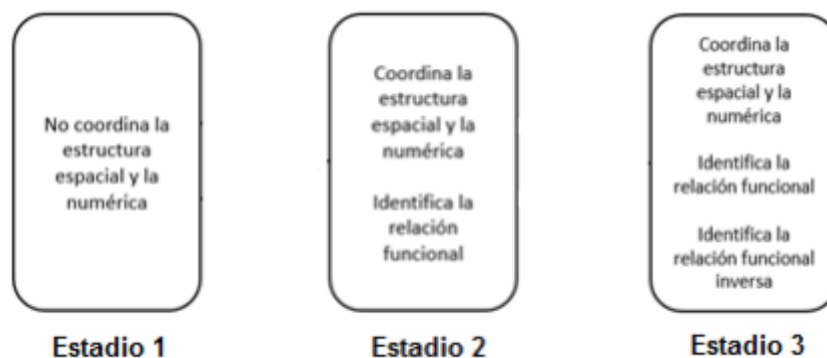 No coordina la
estructura
espacial y la
numérica
Estadio 1
Coordina la
estructura
espacial y la
numérica
Identifica la
relación
funcional
Estadio 2
Coordina la
estructura
espacial y la
numérica
Identifica la
relación funcional
Identifica la
relación funcional
inversa
Estadio 3